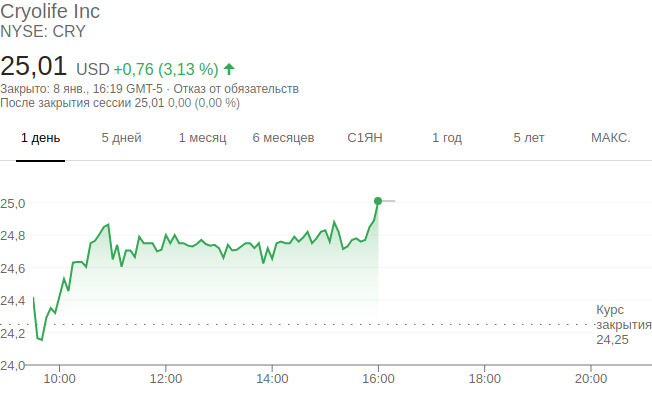 Cryolife Inc
NYSE: CRY
25,01 USD +0,76 (3,13 %)
Закрыто: 8 янв., 16:19 GMT-5 · Отказ от обязательств
После закрытия сессии 25,01 0,00 (0,00 %)
1 день 5 дней 1 месяц 6 месяцев С1ЯН 1 год 5 лет МАКС.
25,0
24,8
24,6
24,4
Курс
закрытия
24,2
24,25
24,0
10:00 12:00 14:00 16:00 18:00 20:00